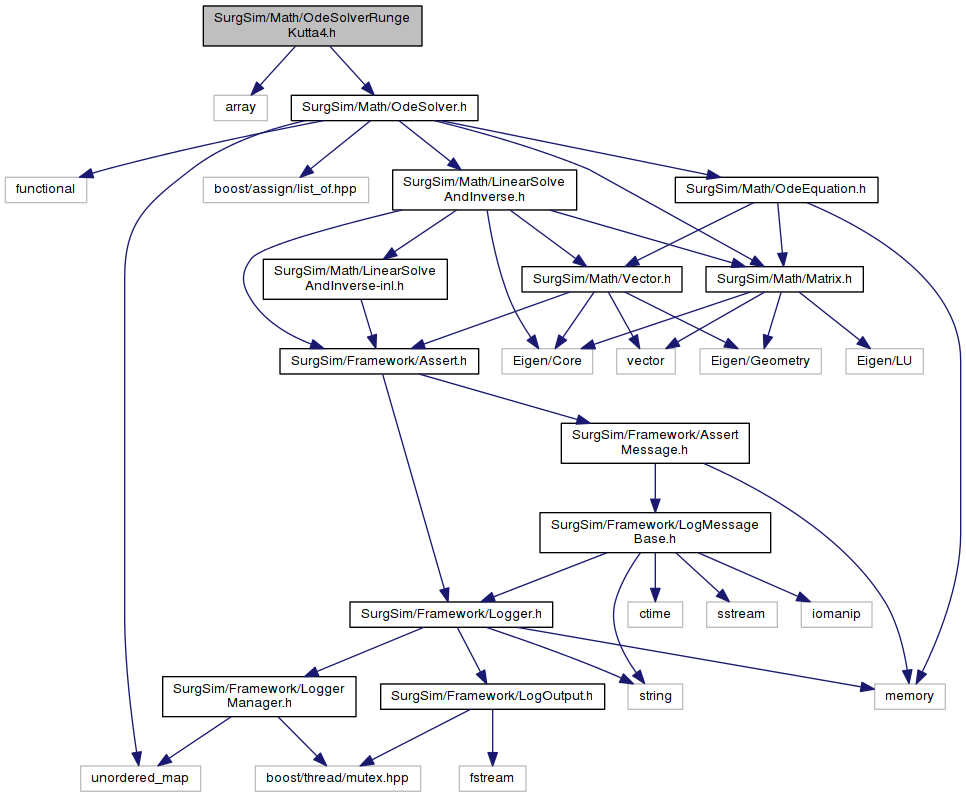 SurgSim/Math/OdeSolverRunge
Kutta4.h
array
SurgSim/Math/OdeSolver.h
functional
boost/assign/list_of.hpp
SurgSim/Math/LinearSolve
AndInverse.h
SurgSim/Math/OdeEquation.h
SurgSim/Math/LinearSolve
AndInverse-inl.h
SurgSim/Math/Vector.h
SurgSim/Math/Matrix.h
SurgSim/Framework/Assert.h
Eigen/Core
vector
Eigen/Geometry
Eigen/LU
SurgSim/Framework/Assert
Message.h
SurgSim/Framework/LogMessage
Base.h
SurgSim/Framework/Logger.h
ctime
sstream
iomanip
SurgSim/Framework/Logger
Manager.h
SurgSim/Framework/LogOutput.h
string
memory
unordered_map
boost/thread/mutex.hpp
fstream